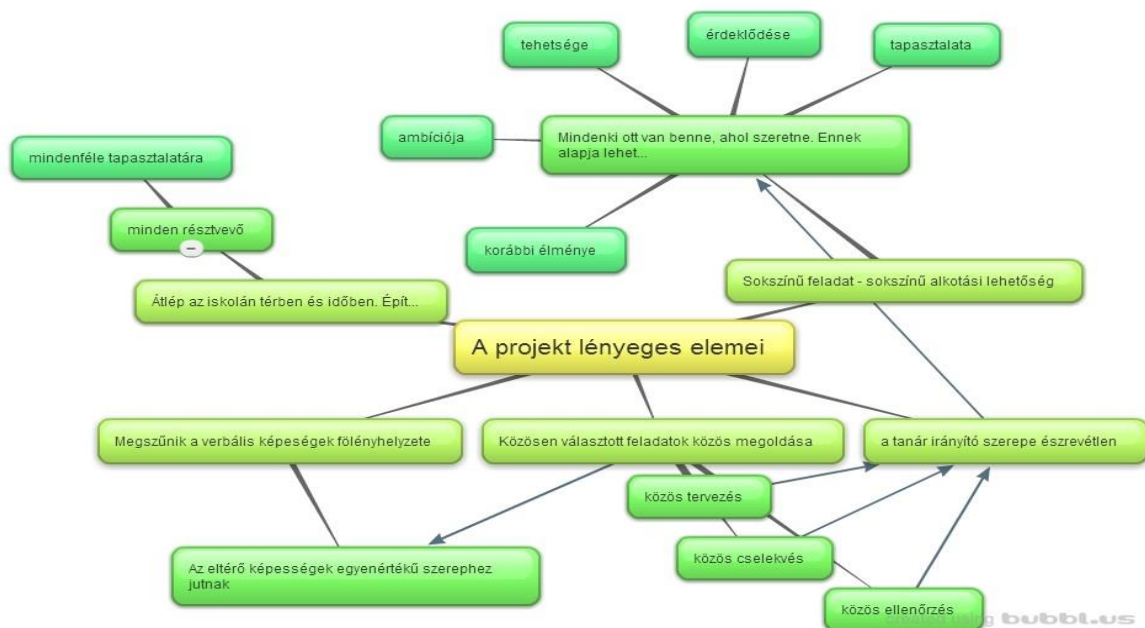 tehetsége
érdeklődése
tapasztalata
ambíciója
Mindenki ott van benne, ahol szeretne. Ennek
alapja lehet...
mindenféle tapasztalatára
minden résztvevő
korábbi élménye
Átlép az iskolán térben és időben. Épít...
Sokszínű feladat - sokszínű alkotási lehetőség
A projekt lényeges elemei
Megszűnik a verbális képeségek fölényhelyzete
Közösen választott feladatok közös megoldása
a tanár irányító szerepe észrevétlen
közös tervezés
közös cselekvés
Az eltérő képességek egyenértékű szerephez
jutnak
közös ellenőrzés
created using bubbl.us